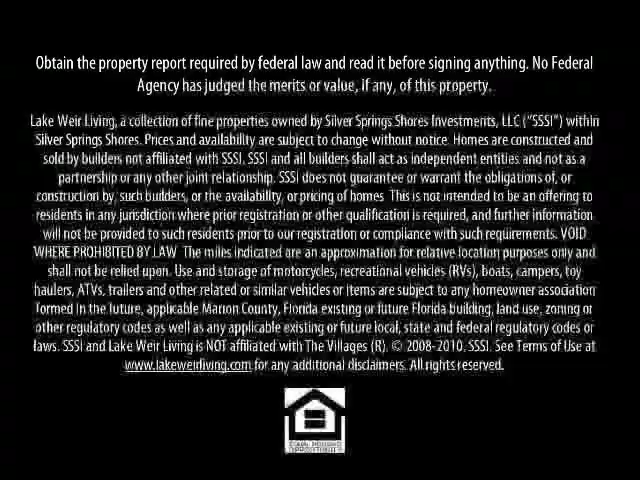 Obtain the property report required by federal law and read it before signing anything. No Federal
Agency has judged the merits or value, if any, of this property.
Lake Weir Living, a collection of fine properties owned by Silver Springs Shores Investments, LLC ("SSSI") within
Silver Springs Shores. Prices and availability are subject to change without notice. Homes are constructed and
sold by builders not affiliated with SSSI. SSSI and all builders shall act as independent entities and not as a
partnership or any other joint relationship. SSSI does not guarantee or warrant the obligations of, or
construction by, such builders, or the availability, or pricing of homes. This is not intended to be an offering to
residents in any jurisdiction where prior registration or other qualification is required, and further information
will not be provided to such residents prior to our registration or compliance with such requirements. VOID
WHERE PROHIBITED BY LAW. The miles indicated are an approximation for relative location purposes only and
shall not be relied upon. Use and storage of motorcycles, recreational vehicles (RVs), boats, campers, toy
haulers, ATVs, trailers and other related or similar vehicles or items are subject to any homeowner association
formed in the future, applicable Marion County, Florida existing or future Florida building, land use, zoning or
other regulatory codes as well as any applicable existing or future local, state and federal regulatory codes or
laws. SSSI and Lake Weir Living is NOT affiliated with The Villages (R). © 2008-2010, SSSI. See Terms of Use at
www.lakeweirliving.com for any additional disclaimers. All rights reserved.
EQUAL HOUSING
OPPORTUNITY